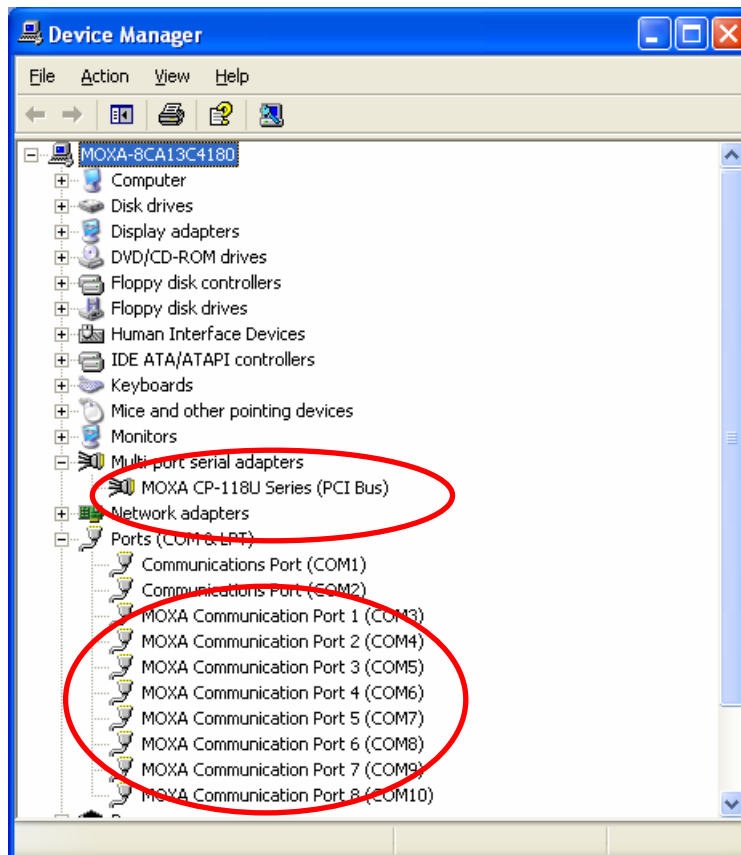 Device Manager
File Action View Help
MOXA-8CA13C4180
Computer
Disk drives
Display adapters
DVD/CD-ROM drives
Floppy disk controllers
Floppy disk drives
Human Interface Devices
IDE ATA/ATAPI controllers
Keyboards
Mice and other pointing devices
Monitors
Multi-port serial adapters
MOXA CP-118U Series (PCI Bus)
Network adapters
Ports (COM & LPT)
Communications Port (COM1)
Communications Port (COM2)
MOXA Communication Port 1 (COM3)
MOXA Communication Port 2 (COM4)
MOXA Communication Port 3 (COM5)
MOXA Communication Port 4 (COM6)
MOXA Communication Port 5 (COM7)
MOXA Communication Port 6 (COM8)
MOXA Communication Port 7 (COM9)
MOXA Communication Port 8 (COM10)